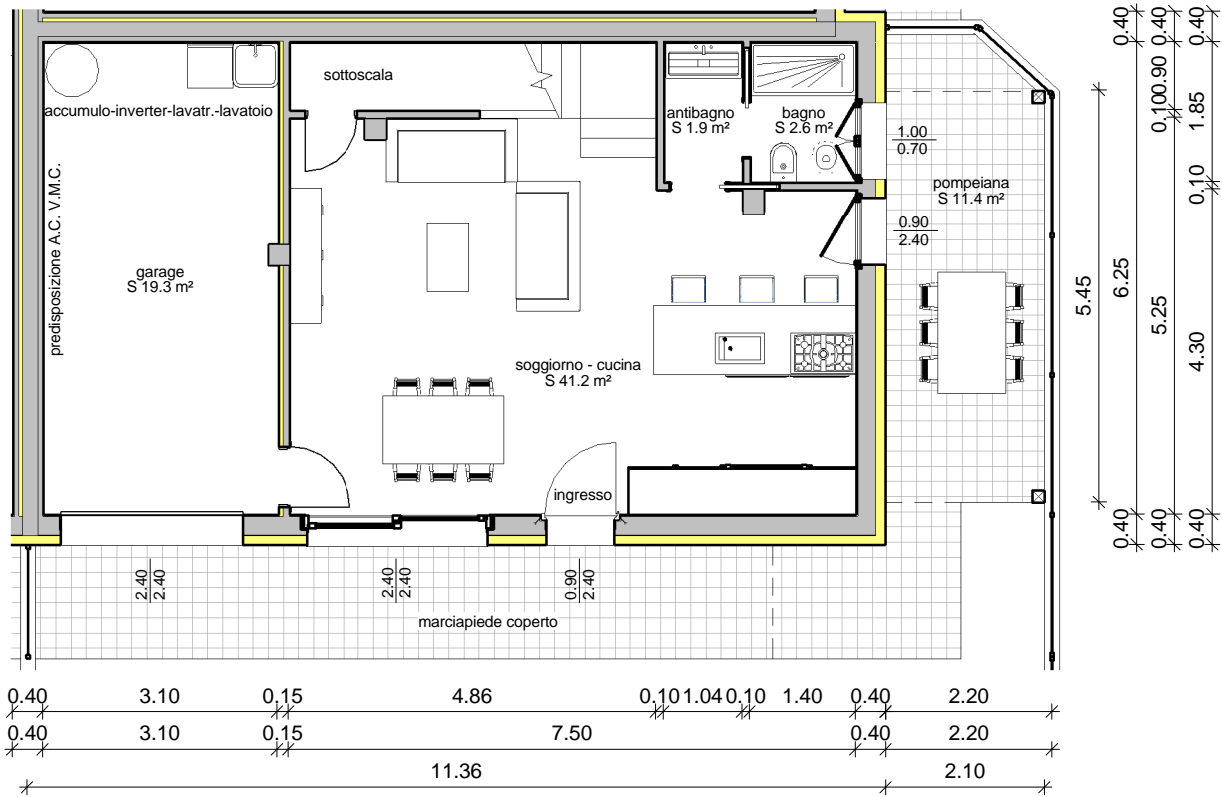 sottoscala
accumulo-inverter-lavatr.-lavatoio
antibagno
S 1.9 m²
bagno
S 2.6 m²
1.00
0.70
pompeiana
S 11.4 m²
0.90
2.40
predisposizione A.C. V.M.C.
garage
S 19.3 m²
soggiorno - cucina
S 41.2 m²
ingresso
2.40
2.40
2.40
2.40
0.90
2.40
marciapiede coperto
0.40 0.40 0.40
0.90
0.10
1.85
0.10
5.45
6.25
5.25
4.30
0.40 0.40 0.40
0.40 3.10 0.15 4.86 0.10 1.04 0.10 1.40 0.40 2.20
0.40 3.10 0.15 7.50 0.40 2.20
11.36 2.10